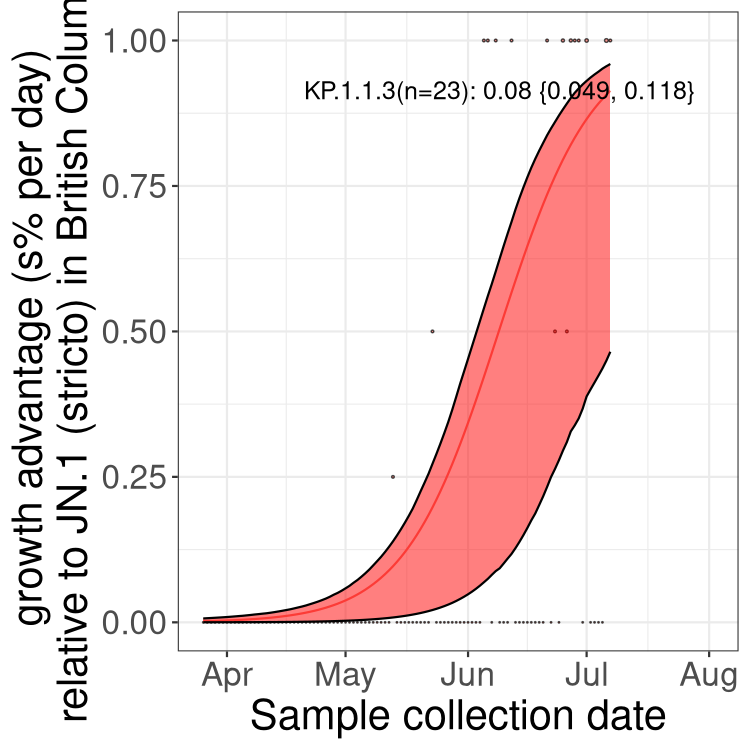 growth advantage (s% per day)
relative to JN.1 (stricto) in British Colum
1.00
0.75
0.50
0.25
0.00
KP.1.1.3(n=23): 0.08 {0.049, 0.118}
Apr May Jun Jul Aug
Sample collection date